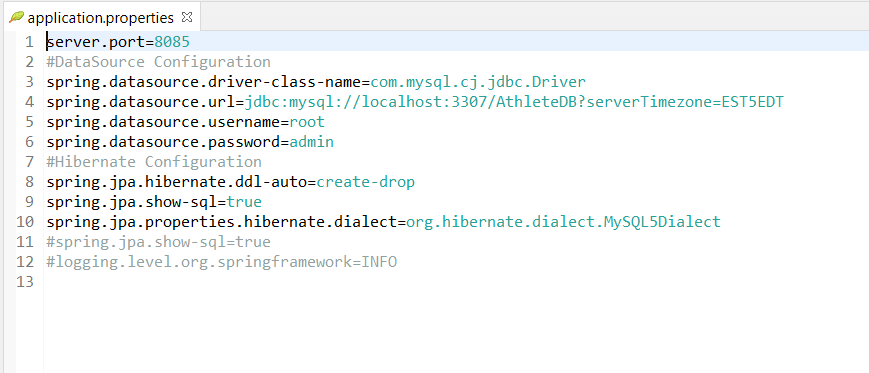 application.properties
1 server.port=8085
2 #DataSource Configuration
3 spring.datasource.driver-class-name=com.mysql.cj.jdbc.Driver
4 spring.datasource.url=jdbc:mysql://localhost:3307/AthleteDB?serverTimezone=EST5EDT
5 spring.datasource.username=root
6 spring.datasource.password=admin
7 #Hibernate Configuration
8 spring.jpa.hibernate.ddl-auto=create-drop
9 spring.jpa.show-sql=true
10 spring.jpa.properties.hibernate.dialect=org.hibernate.dialect.MySQL5Dialect
11 #spring.jpa.show-sql=true
12 #logging.level.org.springframework=INFO
13